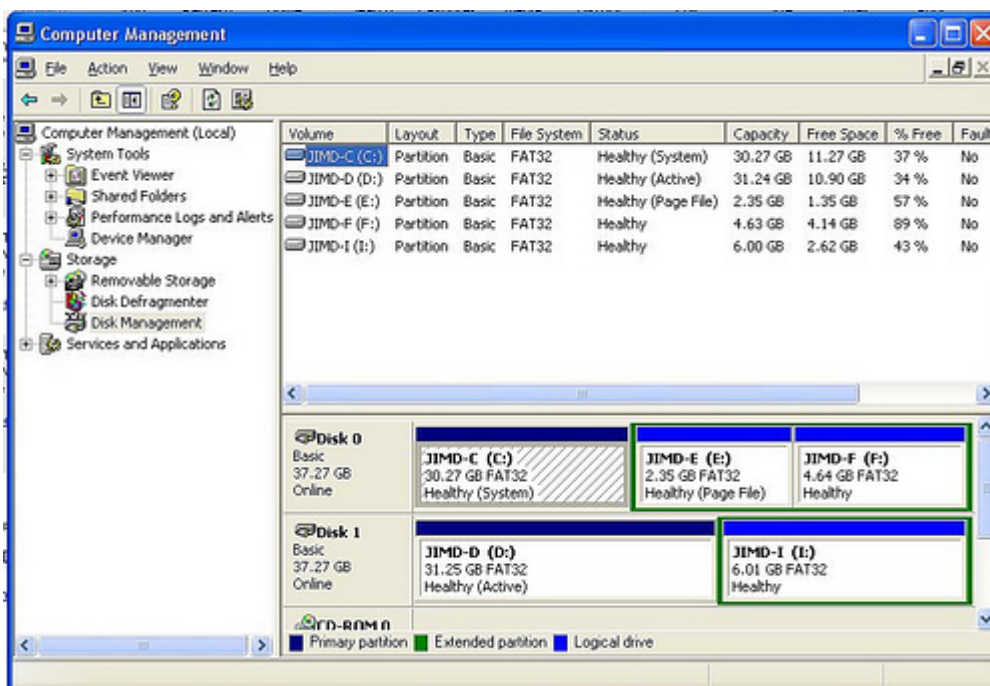 Computer Management
File Action View Window Help
Computer Management (Local)
System Tools
Event Viewer
Shared Folders
Performance Logs and Alerts
Device Manager
Storage
Removable Storage
Disk Defragmenter
Disk Management
Services and Applications
Volume Layout Type File System Status Capacity Free Space % Free Fault
JIMD-C (C:) Partition Basic FAT32 Healthy (System) 30.27 GB 11.27 GB 37 % No
JIMD-D (D:) Partition Basic FAT32 Healthy (Active) 31.24 GB 10.90 GB 34 % No
JIMD-E (E:) Partition Basic FAT32 Healthy (Page File) 2.35 GB 1.35 GB 57 % No
JIMD-F (F:) Partition Basic FAT32 Healthy 4.63 GB 4.14 GB 89 % No
JIMD-I (I:) Partition Basic FAT32 Healthy 6.00 GB 2.62 GB 43 % No
Disk 0
Basic
37.27 GB
Online
JIMD-C (C:)
30.27 GB FAT32
Healthy (System)
JIMD-E (E:)
2.35 GB FAT32
Healthy (Page File)
JIMD-F (F:)
4.64 GB FAT32
Healthy
Disk 1
Basic
37.27 GB
Online
JIMD-D (D:)
31.25 GB FAT32
Healthy (Active)
JIMD-I (I:)
6.01 GB FAT32
Healthy
CD-ROM 0
Primary partition Extended partition Logical drive